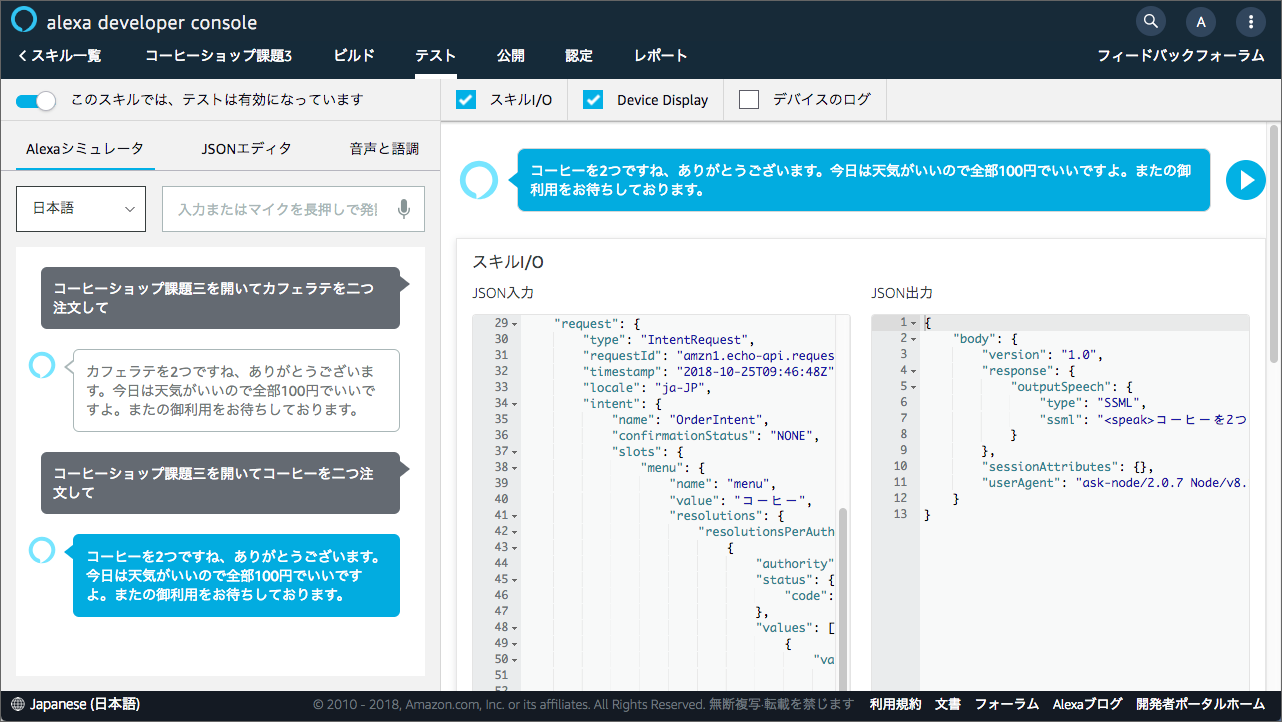 alexa developer console
A
スキル一覧 コーヒーショップ課題3 ビルド テスト 公開 認定 レポート フィードバックフォーラム
このスキルでは、テストは有効になっています
スキルI/O Device Display デバイスのログ
Alexaシミュレータ JSONエディタ 音声と語調
日本語
入力またはマイクを長押しで発
コーヒーショップ課題三を開いてカフェラテを二つ
注文して
カフェラテを2つですね、ありがとうございま
す。今日は天気がいいので全部100円でいいで
すよ。またの御利用をお待ちしております。
コーヒーショップ課題三を開いてコーヒーを二つ注
文して
コーヒーを2つですね、ありがとうございます。
今日は天気がいいので全部100円でいいです
よ。またの御利用をお待ちしております。
コーヒーを2つですね、ありがとうございます。今日は天気がいいので全部100円でいいですよ。またの御
利用をお待ちしております。
スキルI/O
JSON入力
29 "request": {
30 "type": "IntentRequest",
31 "requestId": "amzn1.echo-api.reques
32 "timestamp": "2018-10-25T09:46:48Z"
33 "locale": "ja-JP",
34 "intent": {
35 "name": "OrderIntent",
36 "confirmationStatus": "NONE",
37 "slots": {
38 "menu": {
39 "name": "menu",
40 "value": "コーヒー",
41 "resolutions": {
42 "resolutionsPerAuth
43 {
44 "authority"
45 "status": {
46 "code":
47 },
48 "values": [
49 {
50 "va
51
52
JSON出力
1 {
2 "body": {
3 "version": "1.0",
4 "response": {
5 "outputSpeech": {
6 "type": "SSML",
7 "ssml": "<speak>コーヒーを2つ
8 }
9 },
10 "sessionAttributes": {},
11 "userAgent": "ask-node/2.0.7 Node/v8.
12 }
13 }
Japanese (日本語) © 2010 - 2018, Amazon.com, Inc. or its affiliates. All Rights Reserved. 無断複写·転載を禁じます 利用規約 文書 フォーラム Alexaブログ 開発者ポータルホーム